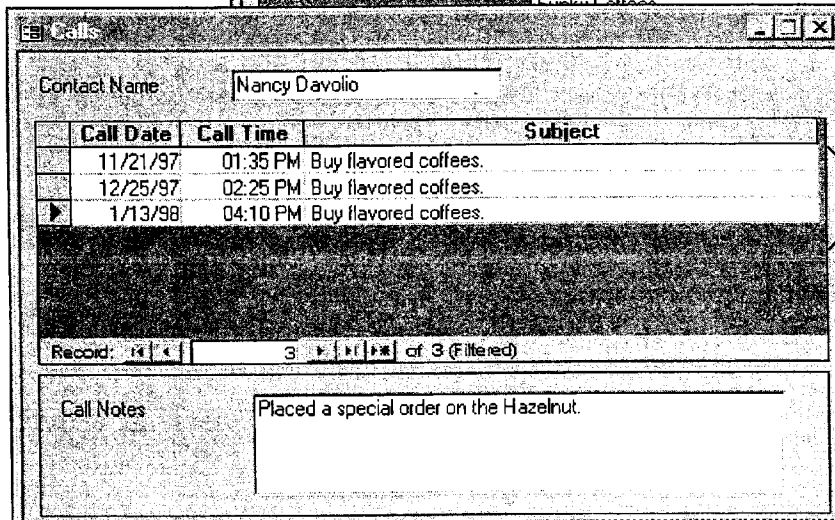 Calls
Contact Name Nancy Davolio
Call Date Call Time Subject
11/21/97 01:35 PM Buy flavored coffees.
12/25/97 02:25 PM Buy flavored coffees.
1/13/98 04:10 PM Buy flavored coffees.
Record: 3 of 3 (Filtered)
Call Notes Placed a special order on the Hazelnut.